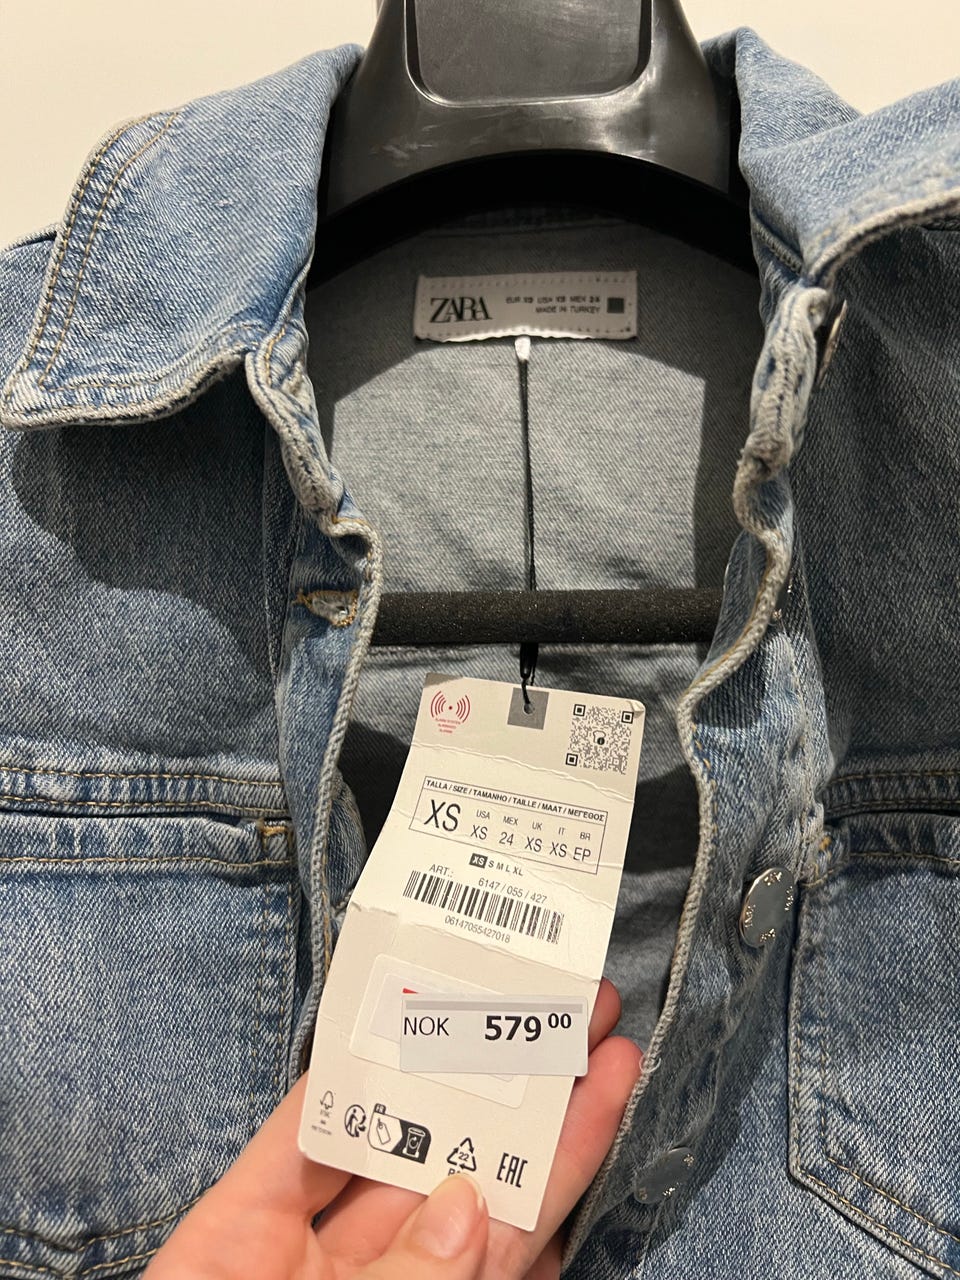 ZARA
EUR XS USA XS MEX 24
MADE IN TURKEY
TALLA / SIZE / TAMANHO / TAILLE / MAAT / ΜΕΓΕΘΟΣ
XS
USA MEX UK IT BR
XS 24 XS XS EP
XS S M L XL
ART.: 6147 / 055 / 427
06147055427018
NOK 579 00
FR
22
EAC